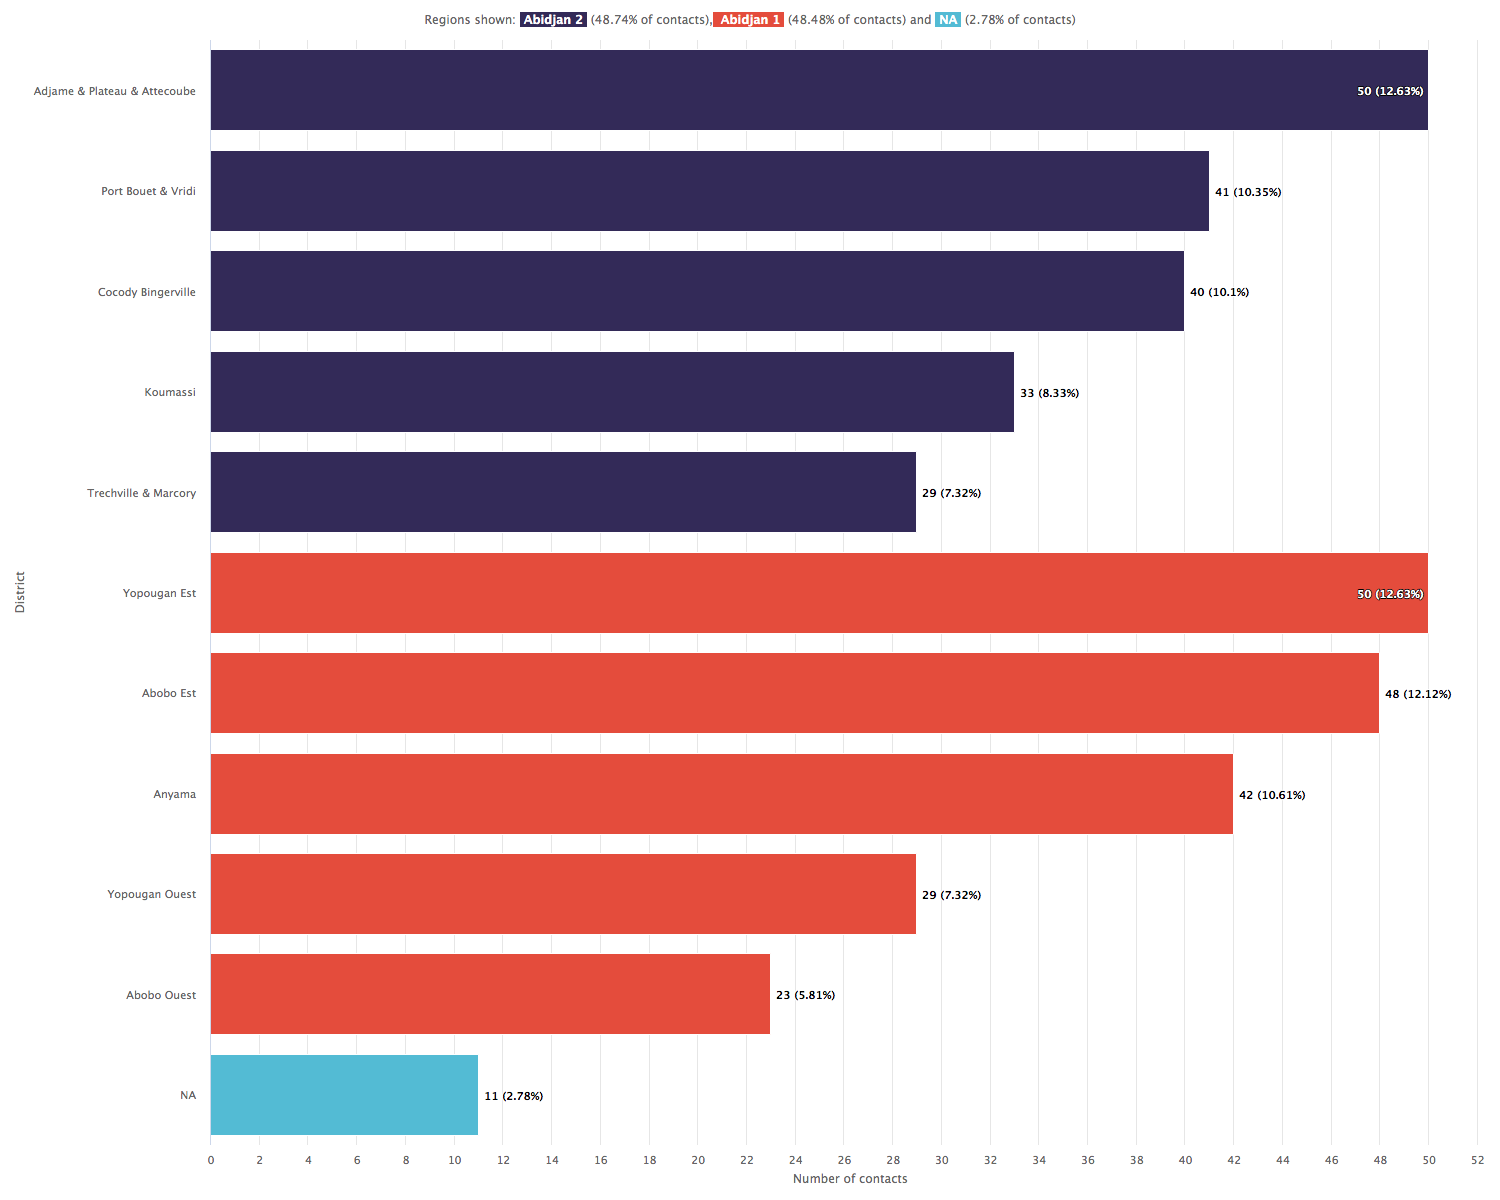 Regions shown: Abidjan 2 (48.74% of contacts), Abidjan 1 (48.48% of contacts) and NA (2.78% of contacts)
Adjame & Plateau & Attecoube 50 (12.63%)
Port Bouet & Vridi 41 (10.35%)
Cocody Bingerville 40 (10.1%)
Koumassi 33 (8.33%)
Trechville & Marcory 29 (7.32%)
District
Yopougan Est 50 (12.63%)
Abobo Est 48 (12.12%)
Anyama 42 (10.61%)
Yopougan Ouest 29 (7.32%)
Abobo Ouest 23 (5.81%)
NA 11 (2.78%)
0 2 4 6 8 10 12 14 16 18 20 22 24 26 28 30 32 34 36 38 40 42 44 46 48 50 52
Number of contacts